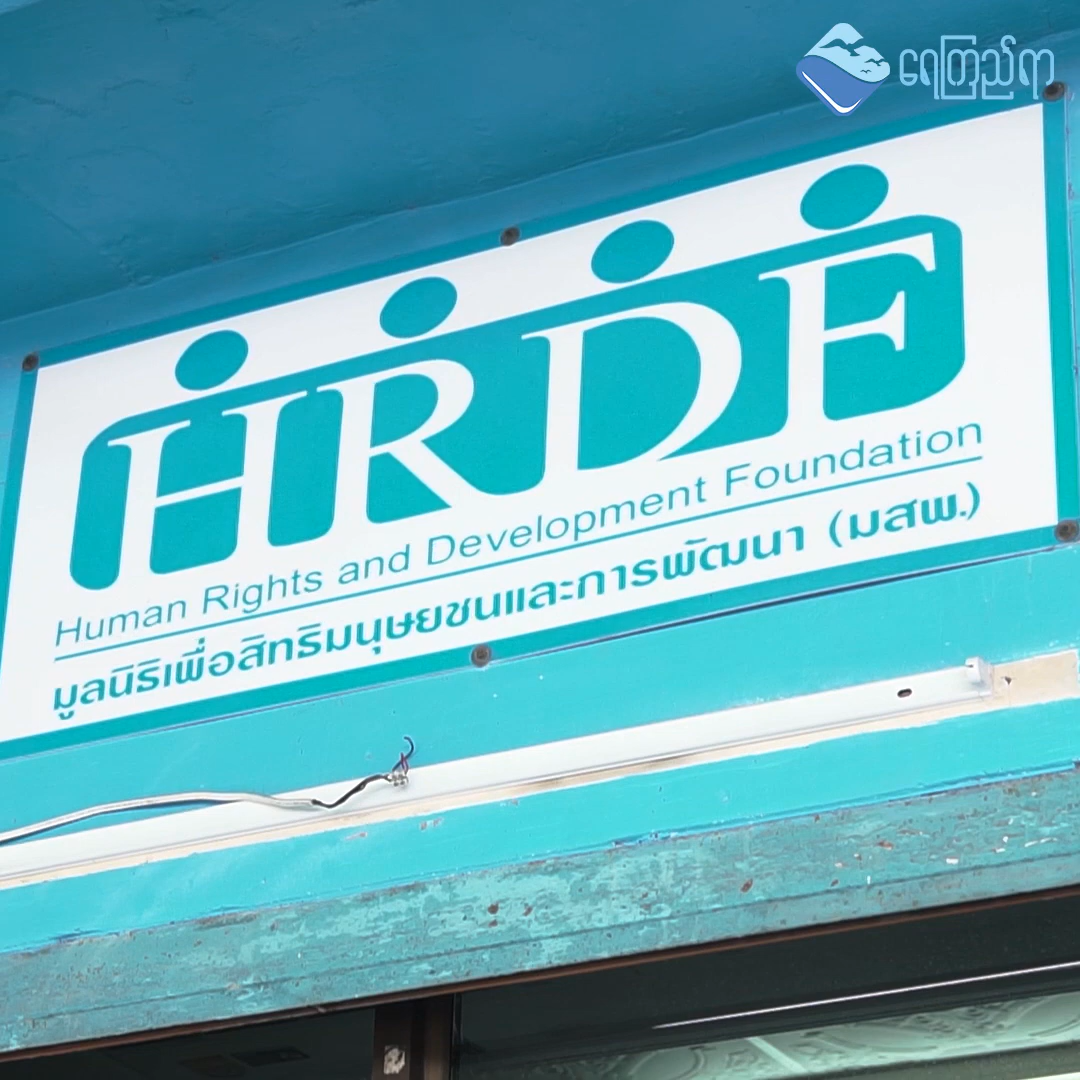 ရေကြည်ရာ
HRDF
Human Rights and Development Foundation
มูลนิธิเพื่อสิทธิมนุษยชนและการพัฒนา (มสพ.)